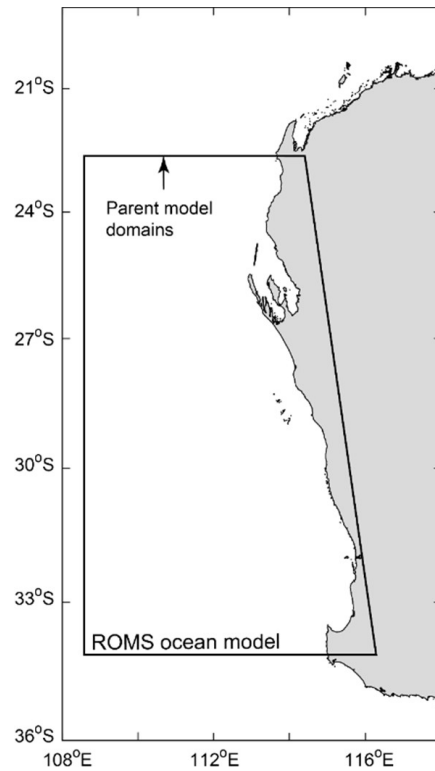 21°S
24°S
27°S
30°S
33°S
36°S
108°E
112°E
116°E
Parent model
domains
ROMS ocean model